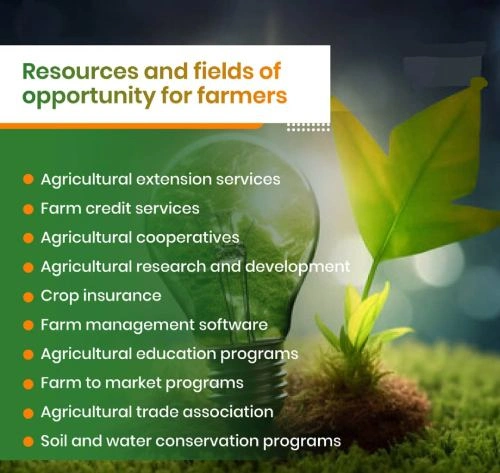 Resources and fields of
opportunity for farmers
Agricultural extension services
Farm credit services
Agricultural cooperatives
Agricultural research and development
Crop insurance
Farm management software
Agricultural education programs
Farm to market programs
Agricultural trade association
Soil and water conservation programs